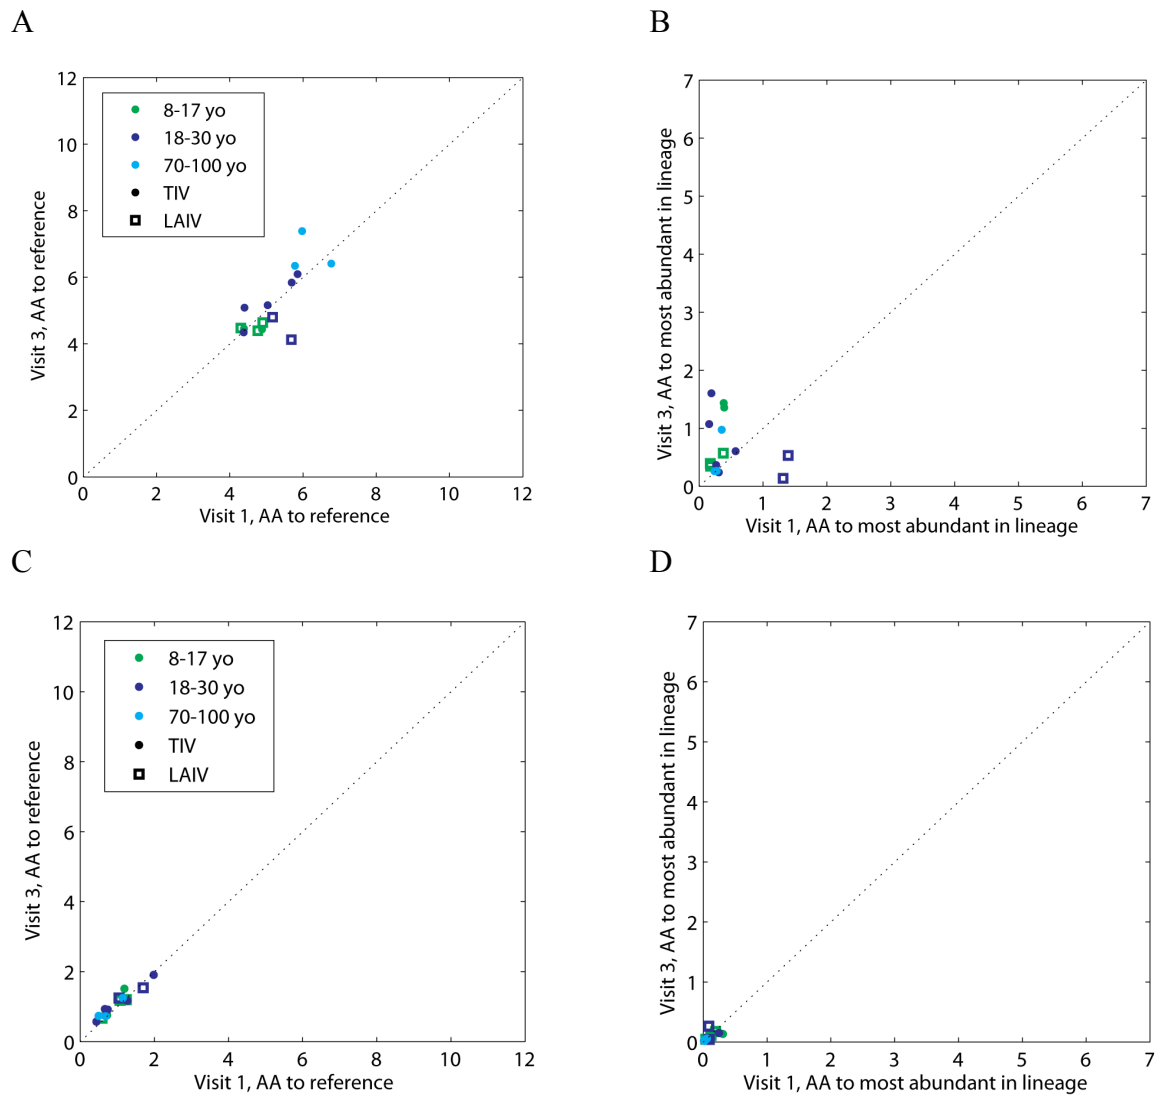 A
12
10
8
6
4
2
0
Visit 3, AA to reference
8-17 yo
18-30 yo
70-100 yo
TIV
LAIV
0 2 4 6 8 10 12
Visit 1, AA to reference
B
7
6
5
4
3
2
1
0
Visit 3, AA to most abundant in lineage
0 1 2 3 4 5 6 7
Visit 1, AA to most abundant in lineage
C
12
10
8
6
4
2
0
Visit 3, AA to reference
8-17 yo
18-30 yo
70-100 yo
TIV
LAIV
0 2 4 6 8 10 12
Visit 1, AA to reference
D
7
6
5
4
3
2
1
0
Visit 3, AA to most abundant in lineage
0 1 2 3 4 5 6 7
Visit 1, AA to most abundant in lineage